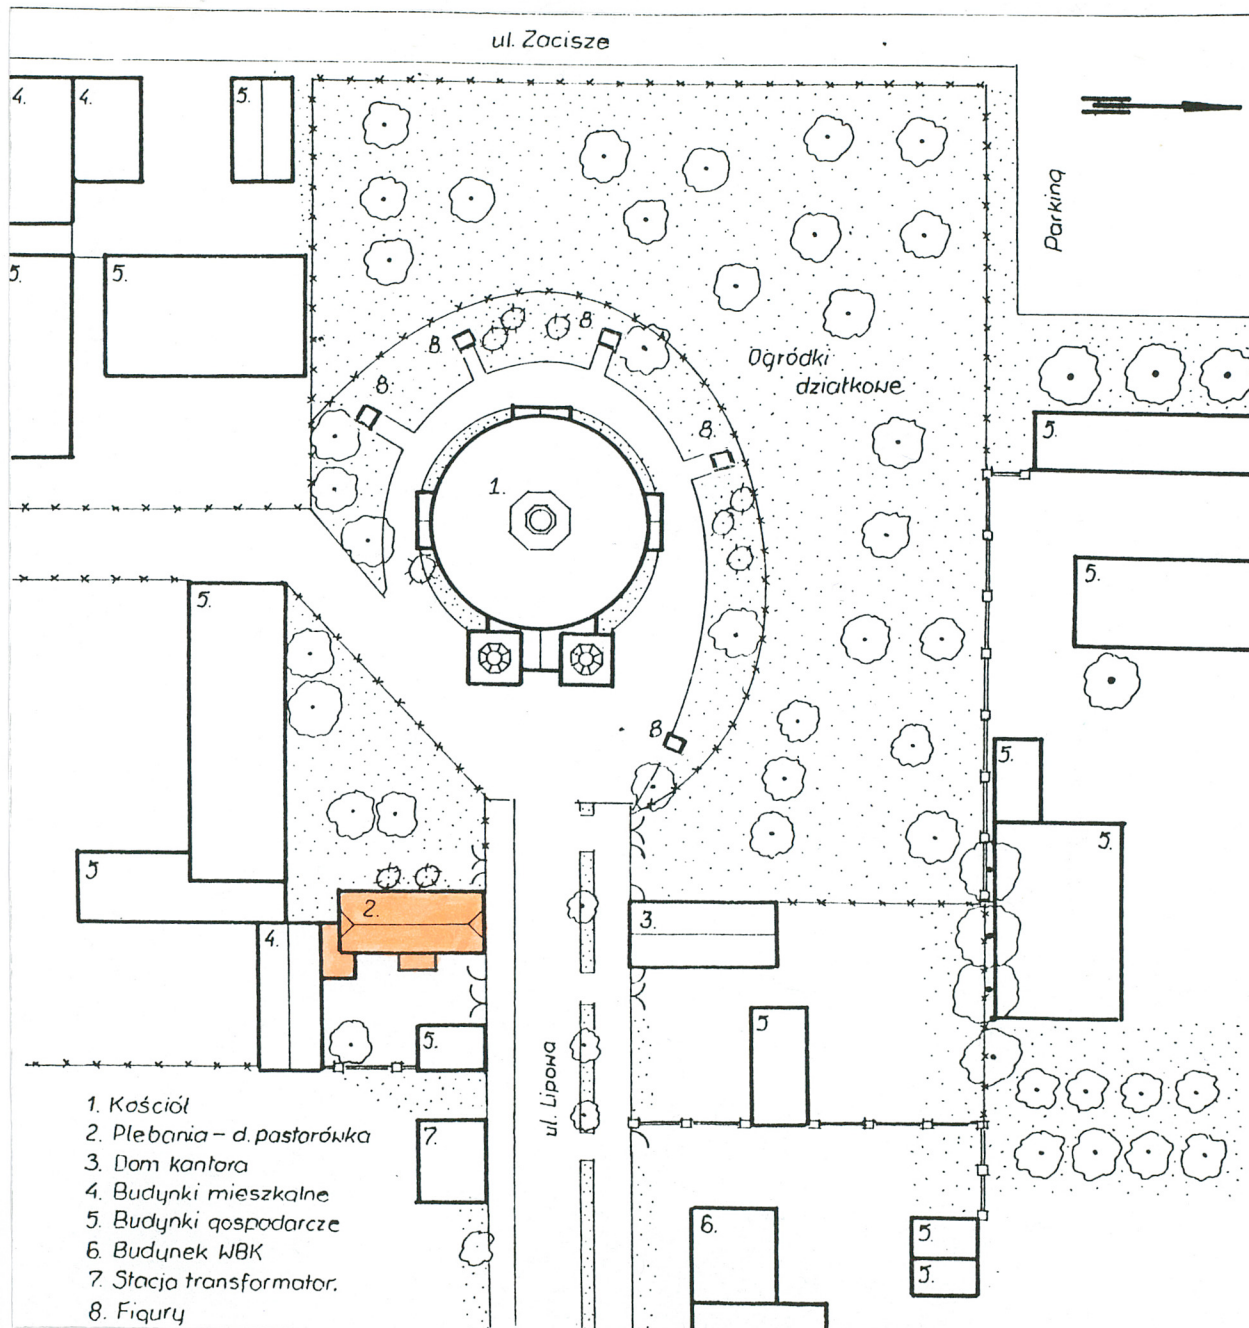 ul. Zacisze
4.
4.
5.
Parking
5.
5.
8.
8.
8.
Ogródki
działkowe
8.
5.
1.
5.
5.
8
5.
5
5.
2.
3.
4.
5
5.
ul. Lipowa
7.
6.
5.
5.
1. Kościół
2. Plebania – d. pastorówka
3. Dom kantora
4. Budynki mieszkalne
5. Budynki gospodarcze
6. Budynek WBK
7. Stacja transformator.
8. Figury